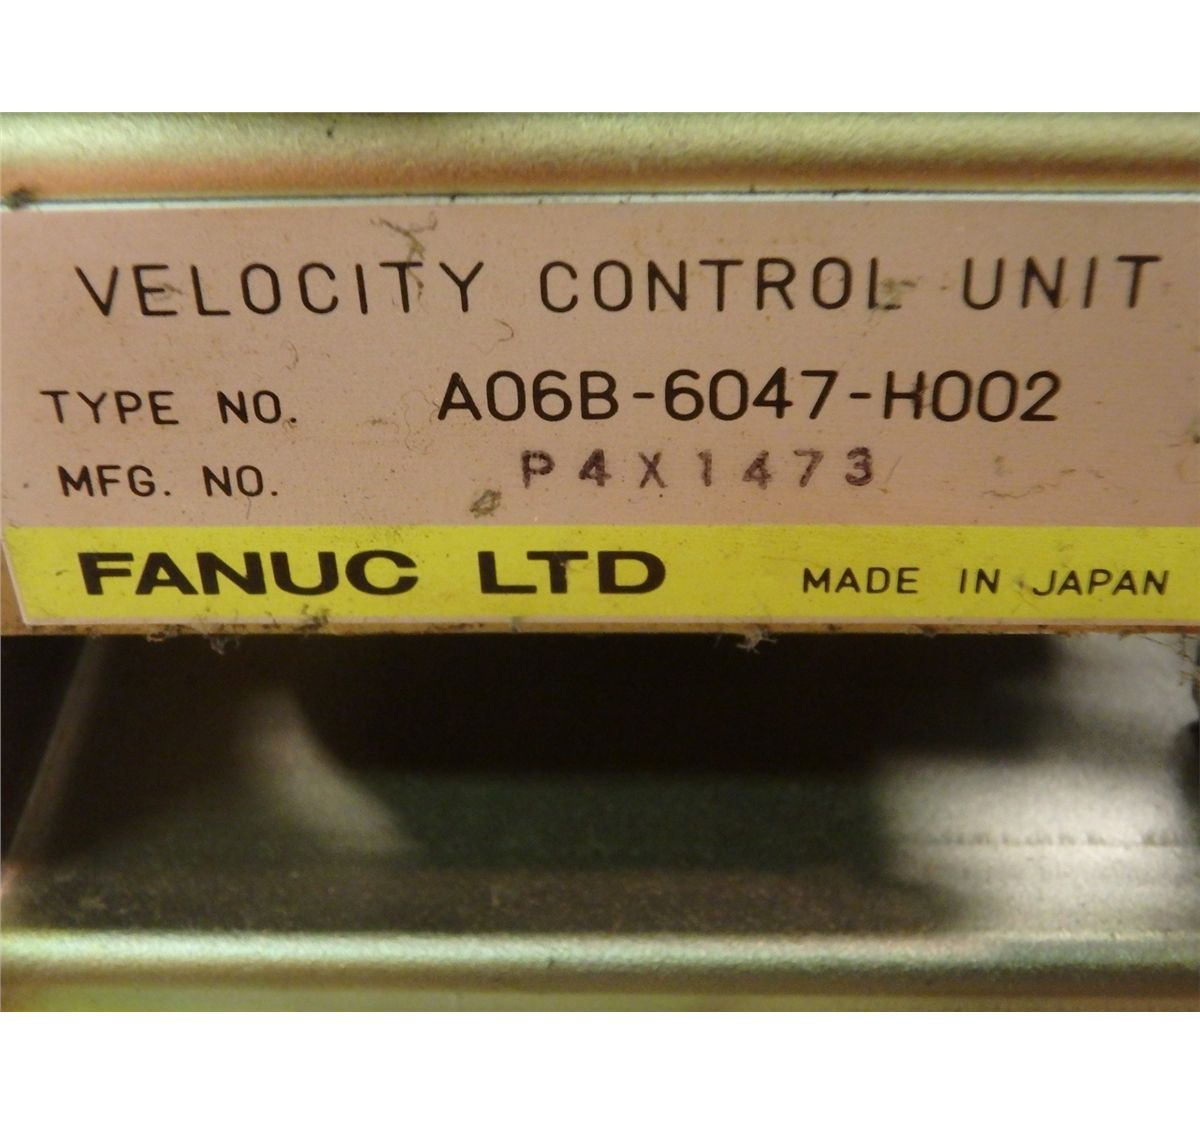 VELOCITY CONTROL UNIT
TYPE NO. A06B-6047-H002
MFG. NO. P4X1473
FANUC LTD MADE IN JAPAN